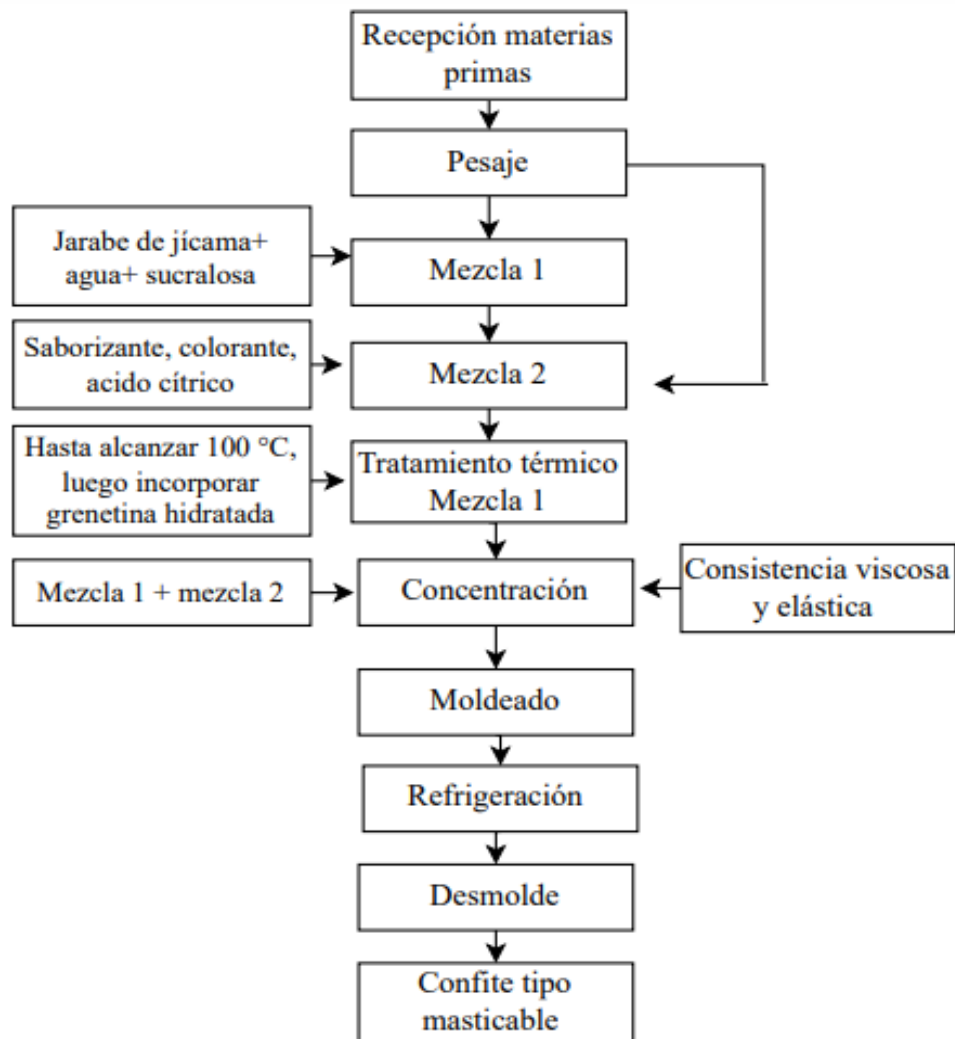 Recepción materias
primas
Pesaje
Jarabe de jícama+
agua+ sucralosa
Mezcla 1
Saborizante, colorante,
acido cítrico
Mezcla 2
Hasta alcanzar 100 °C,
luego incorporar
grenetina hidratada
Tratamiento térmico
Mezcla 1
Mezcla 1 + mezcla 2
Concentración
Consistencia viscosa
y elástica
Moldeado
Refrigeración
Desmolde
Confite tipo
masticable